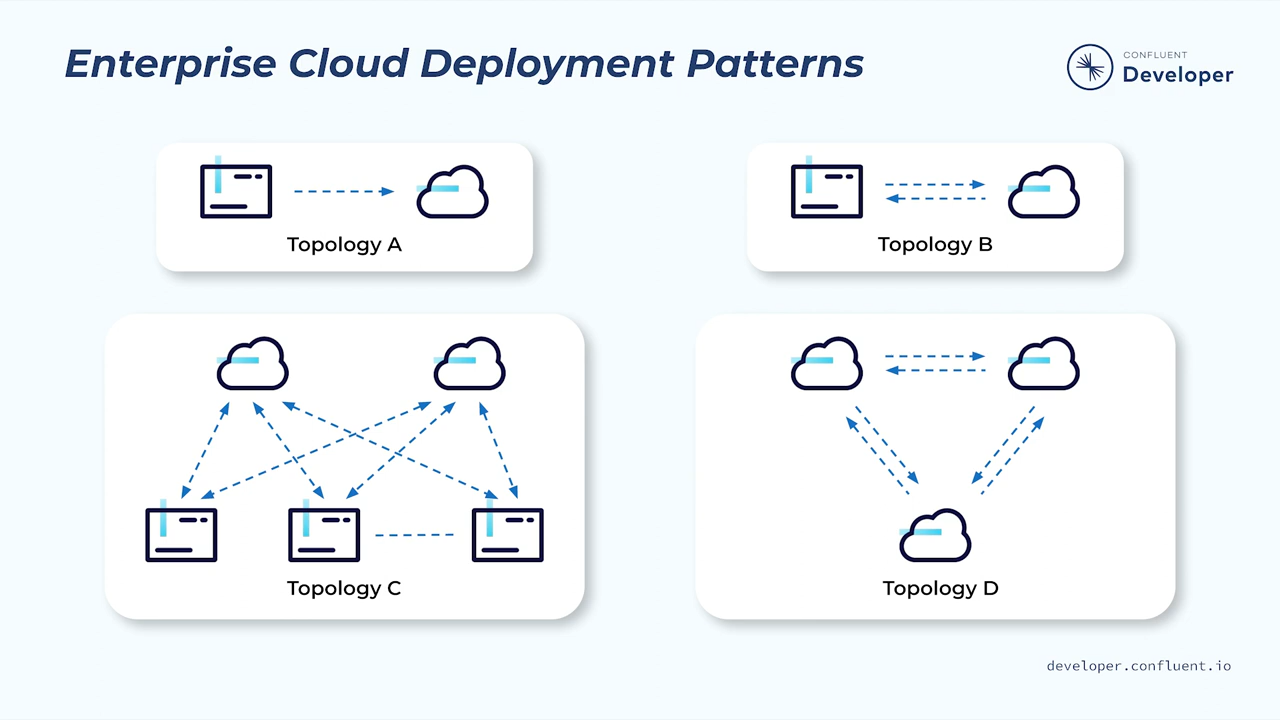 Enterprise Cloud Deployment Patterns
CONFLUENT
Developer
Topology A
Topology B
Topology C
Topology D
developer.confluent.io